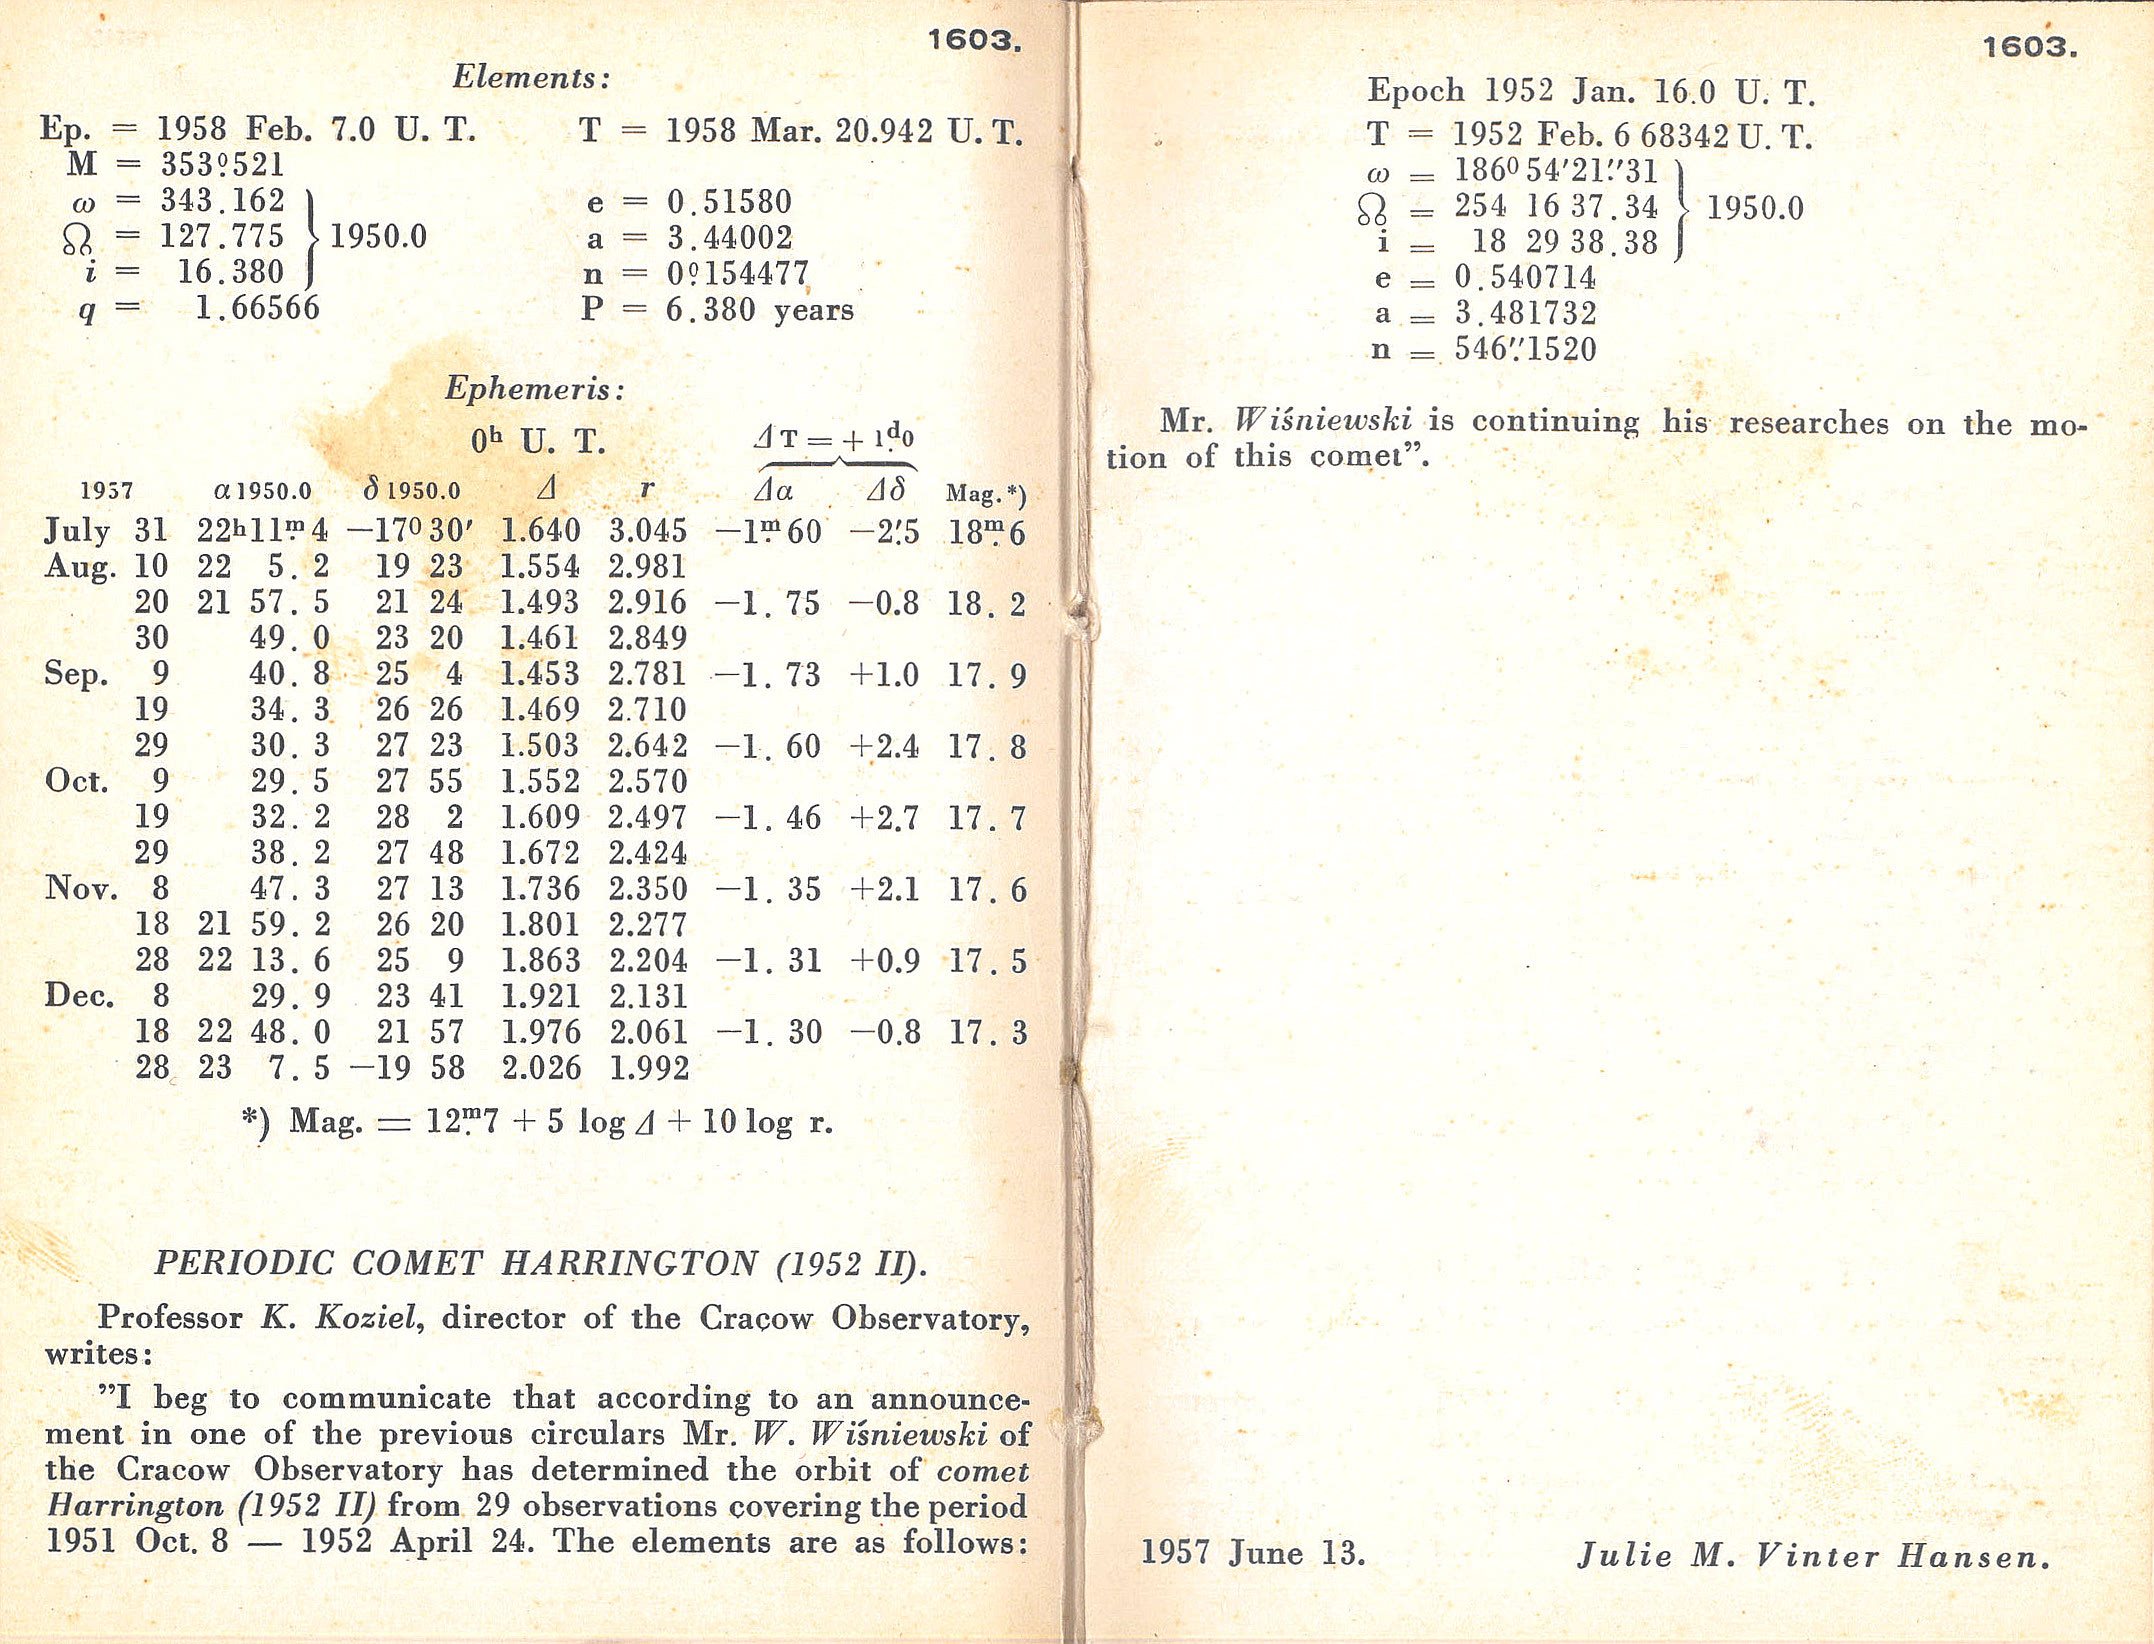 1603.
Elements:
Ep. = 1958 Feb. 7.0 U. T. T = 1958 Mar. 20.942 U. T.
M = 353°.521
ω = 343.162 e = 0.51580
☊ = 127.775 } 1950.0 a = 3.44002
i = 16.380 n = 0°.154477
q = 1.66566 P = 6.380 years
Ephemeris:
0ʰ U. T. ΔT = + 1ᵈ.0
1957 α 1950.0 δ 1950.0 Δ r Δα Δδ Mag.*)
July 31 22ʰ11ᵐ.4 —17° 30′ 1.640 3.045 —1ᵐ.60 —2′.5 18ᵐ.6
Aug. 10 22 5. 2 19 23 1.554 2.981
20 21 57. 5 21 24 1.493 2.916 —1. 75 —0.8 18. 2
30 49. 0 23 20 1.461 2.849
Sep. 9 40. 8 25 4 1.453 2.781 —1. 73 +1.0 17. 9
19 34. 3 26 26 1.469 2.710
29 30. 3 27 23 1.503 2.642 —1. 60 +2.4 17. 8
Oct. 9 29. 5 27 55 1.552 2.570
19 32. 2 28 2 1.609 2.497 —1. 46 +2.7 17. 7
29 38. 2 27 48 1.672 2.424
Nov. 8 47. 3 27 13 1.736 2.350 —1. 35 +2.1 17. 6
18 21 59. 2 26 20 1.801 2.277
28 22 13. 6 25 9 1.863 2.204 —1. 31 +0.9 17. 5
Dec. 8 29. 9 23 41 1.921 2.131
18 22 48. 0 21 57 1.976 2.061 —1. 30 —0.8 17. 3
28 23 7. 5 —19 58 2.026 1.992
*) Mag. = 12ᵐ.7 + 5 log Δ + 10 log r.
PERIODIC COMET HARRINGTON (1952 II).
Professor K. Koziel, director of the Cracow Observatory,
writes:
”I beg to communicate that according to an announce-
ment in one of the previous circulars Mr. W. Wiśniewski of
the Cracow Observatory has determined the orbit of comet
Harrington (1952 II) from 29 observations covering the period
1951 Oct. 8 — 1952 April 24. The elements are as follows:
1603.
Epoch 1952 Jan. 16.0 U. T.
T = 1952 Feb. 6 68342 U. T.
ω = 186° 54′ 21″.31
☊ = 254 16 37.34 } 1950.0
i = 18 29 38.38
e = 0.540714
a = 3.481732
n = 546″.1520
Mr. Wiśniewski is continuing his researches on the mo-
tion of this comet”.
1957 June 13. Julie M. Vinter Hansen.